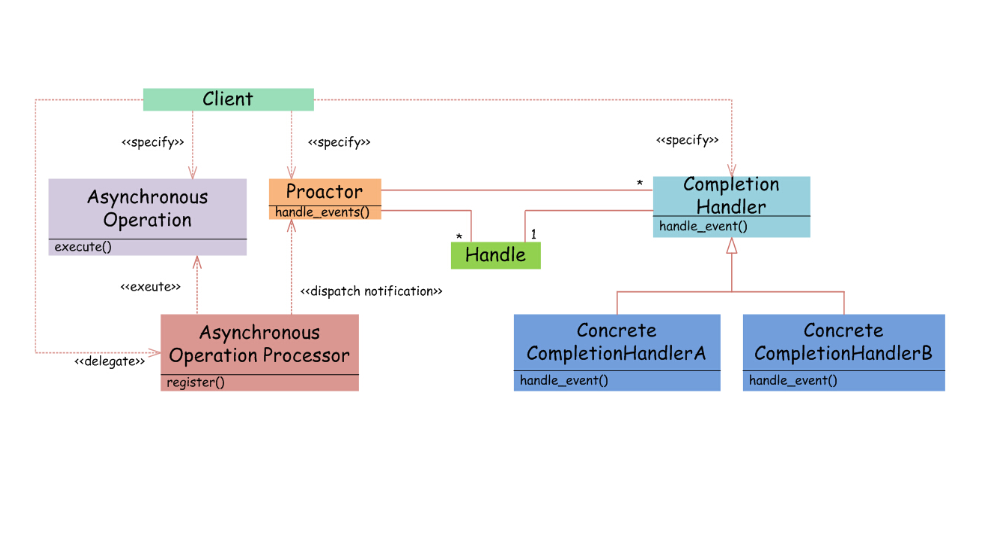 Client
<<specify>>
<<specify>>
<<specify>>
Asynchronous
Operation
execute()
Proactor
handle_events()
*
Completion
Handler
handle_event()
*
1
Handle
<<exeute>>
<<dispatch notification>>
Asynchronous
Operation Processor
register()
<<delegate>>
Concrete
CompletionHandlerA
handle_event()
Concrete
CompletionHandlerB
handle_event()